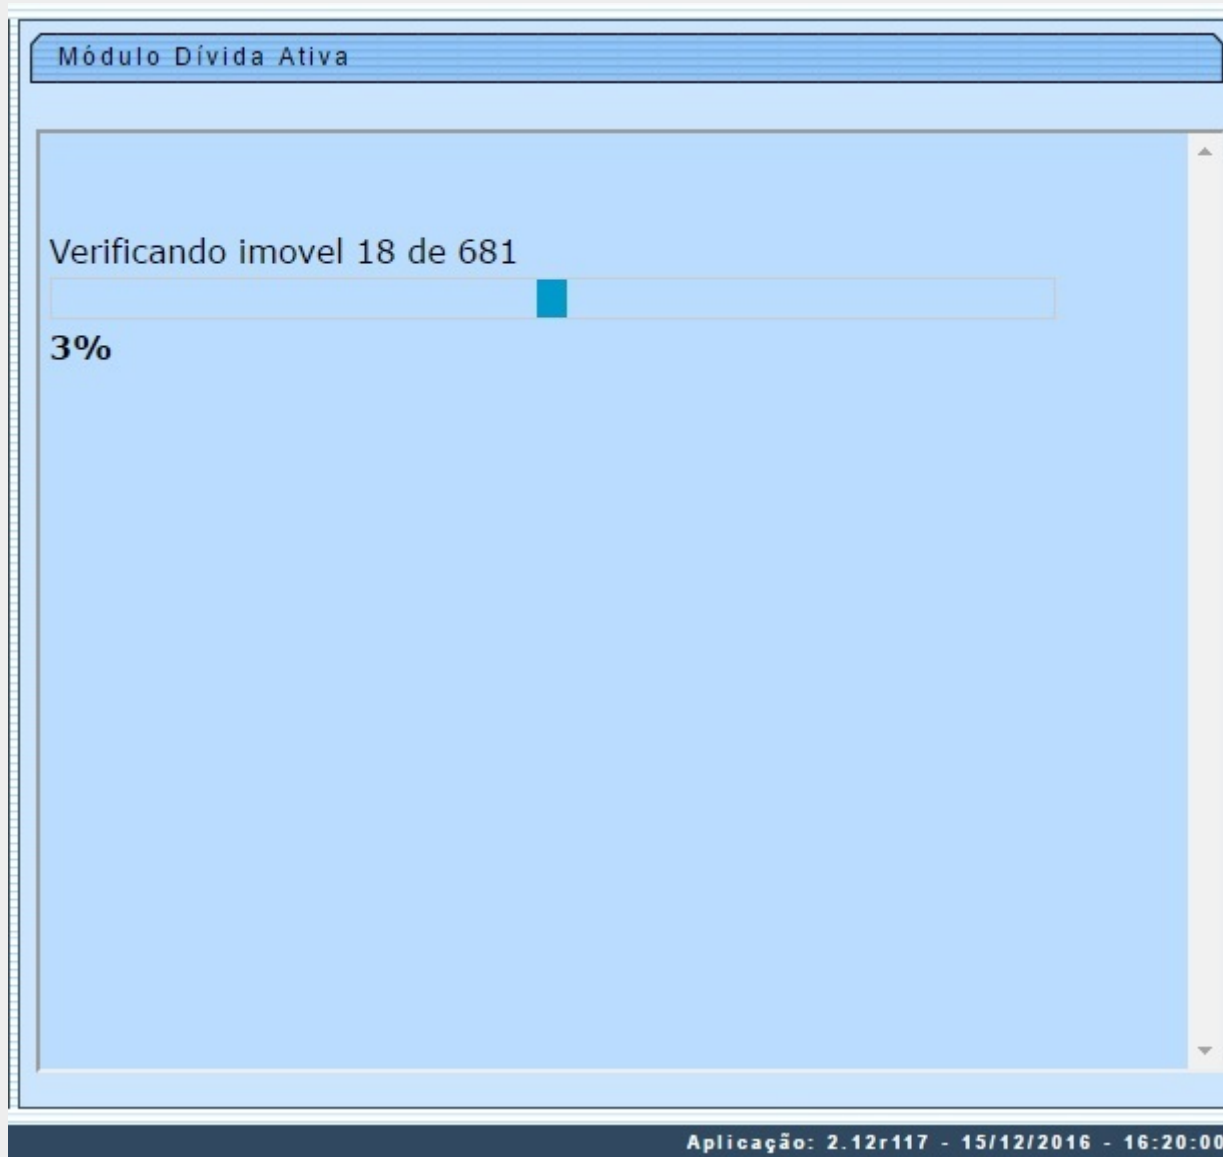 Módulo Dívida Ativa
Verificando imovel 18 de 681
3%
Aplicação: 2.12r117 - 15/12/2016 - 16:20:00